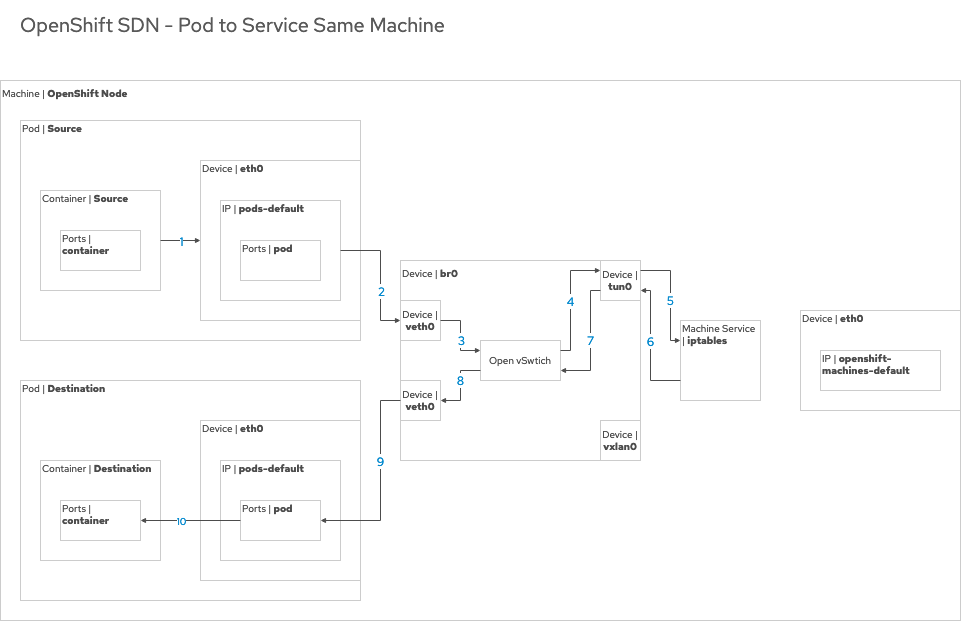 OpenShift SDN - Pod to Service Same Machine
Machine | OpenShift Node
Pod | Source
Device | eth0
Container | Source
IP | pods-default
Ports |
container
1
Ports | pod
2
Device | br0
Device |
veth0
3
4
Device |
tun0
5
6
7
Machine Service
| iptables
Open vSwtich
8
Device |
veth0
Device |
vxlan0
Device | eth0
IP | openshift-
machines-default
Pod | Destination
Device | eth0
Container | Destination
IP | pods-default
Ports |
container
10
Ports | pod
9